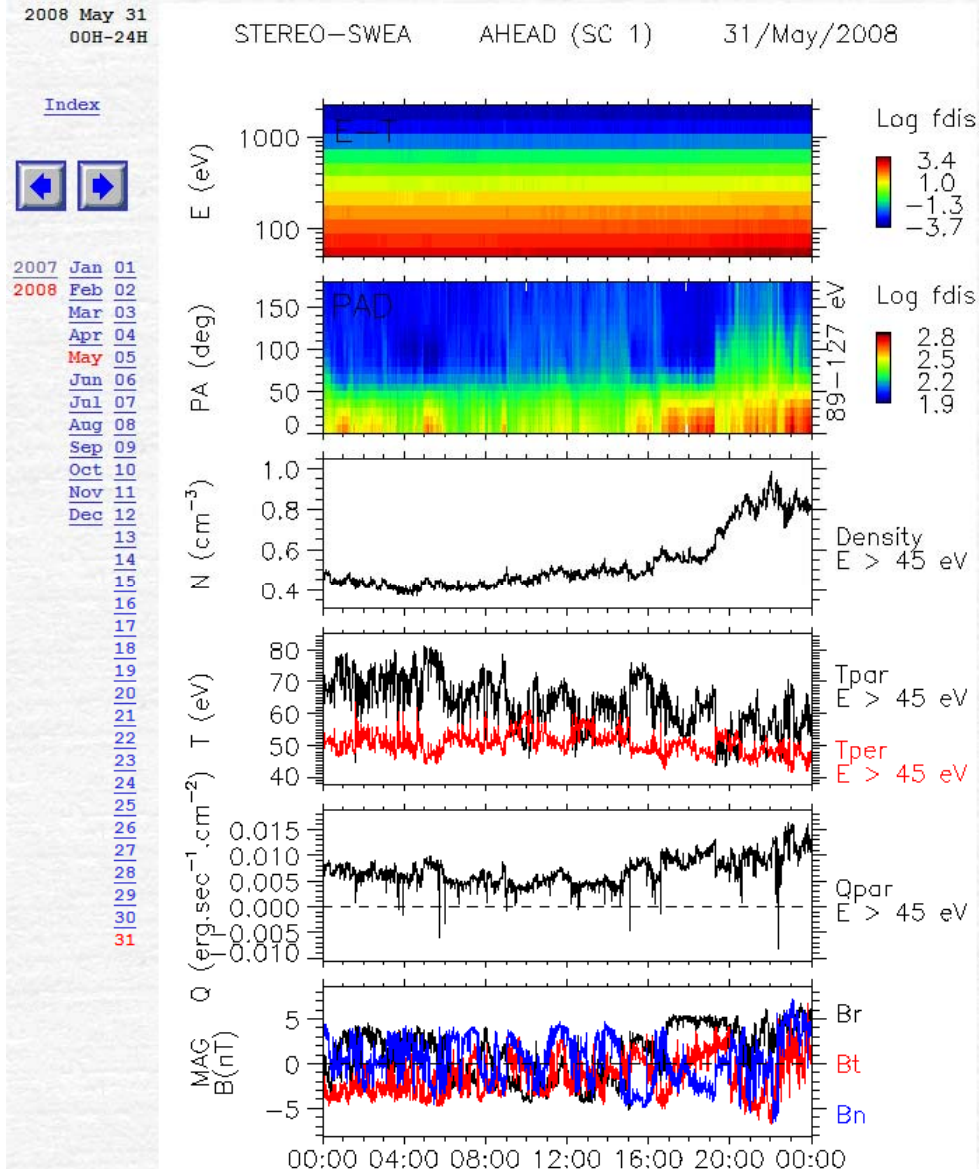 2008 May 31
00H-24H
Index
2007 Jan 01
2008 Feb 02
Mar 03
Apr 04
May 05
Jun 06
Jul 07
Aug 08
Sep 09
Oct 10
Nov 11
Dec 12
13
14
15
16
17
18
19
20
21
22
23
24
25
26
27
28
29
30
31
STEREO-SWEA AHEAD (SC 1) 31/May/2008
E (eV)
1000
100
E-T
Log fdis
3.4
1.0
-1.3
-3.7
PA (deg)
150
100
50
0
PAD
89-127 eV
Log fdis
2.8
2.5
2.2
1.9
N (cm⁻³)
1.0
0.8
0.6
0.4
Density
E > 45 eV
T (eV)
80
70
60
50
40
Tpar
E > 45 eV
Tper
E > 45 eV
Q (erg.sec⁻¹.cm⁻²)
0.015
0.010
0.005
0.000
-0.005
-0.010
Qpar
E > 45 eV
MAG
B(nT)
5
0
-5
Br
Bt
Bn
00:00 04:00 08:00 12:00 16:00 20:00 00:00